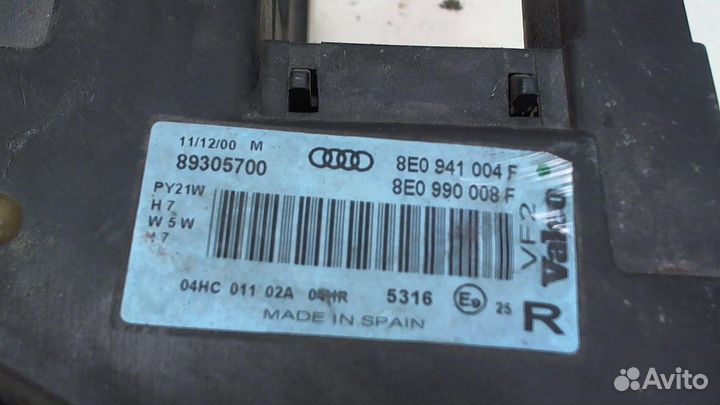 11/12/00 M
89305700
8E0 941 004 F
8E0 990 008 F
PY21W
H7
W5W
H7
VF2
Valeo
04HC 011 02A 04HR 5316 E9 25
R
MADE IN SPAIN
Avito